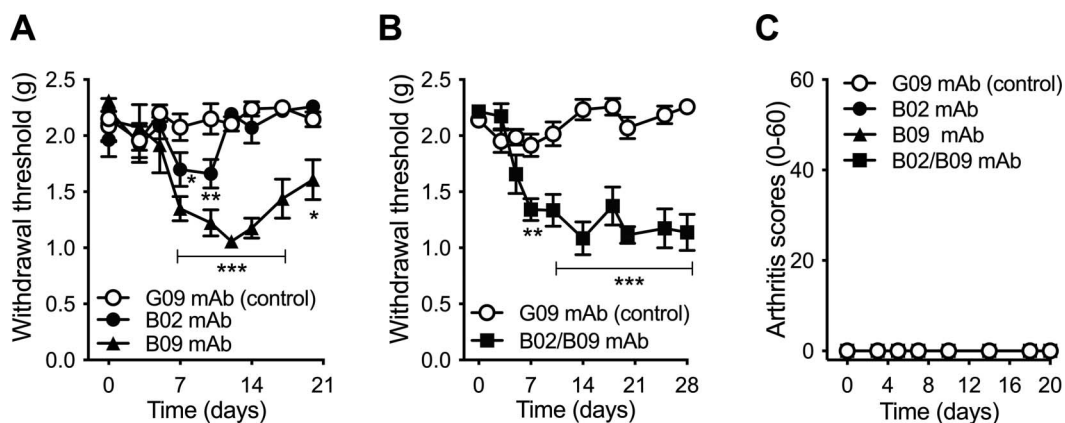 A
Withdrawal threshold (g)
2.5
2.0
1.5
1.0
0.5
0.0
*
**
***
*
G09 mAb (control)
B02 mAb
B09 mAb
0 7 14 21
Time (days)
B
Withdrawal threshold (g)
2.5
2.0
1.5
1.0
0.5
0.0
**
***
G09 mAb (control)
B02/B09 mAb
0 7 14 21 28
Time (days)
C
Arthritis scores (0-60)
60
40
20
0
G09 mAb (control)
B02 mAb
B09 mAb
B02/B09 mAb
0 4 8 12 16 20
Time (days)